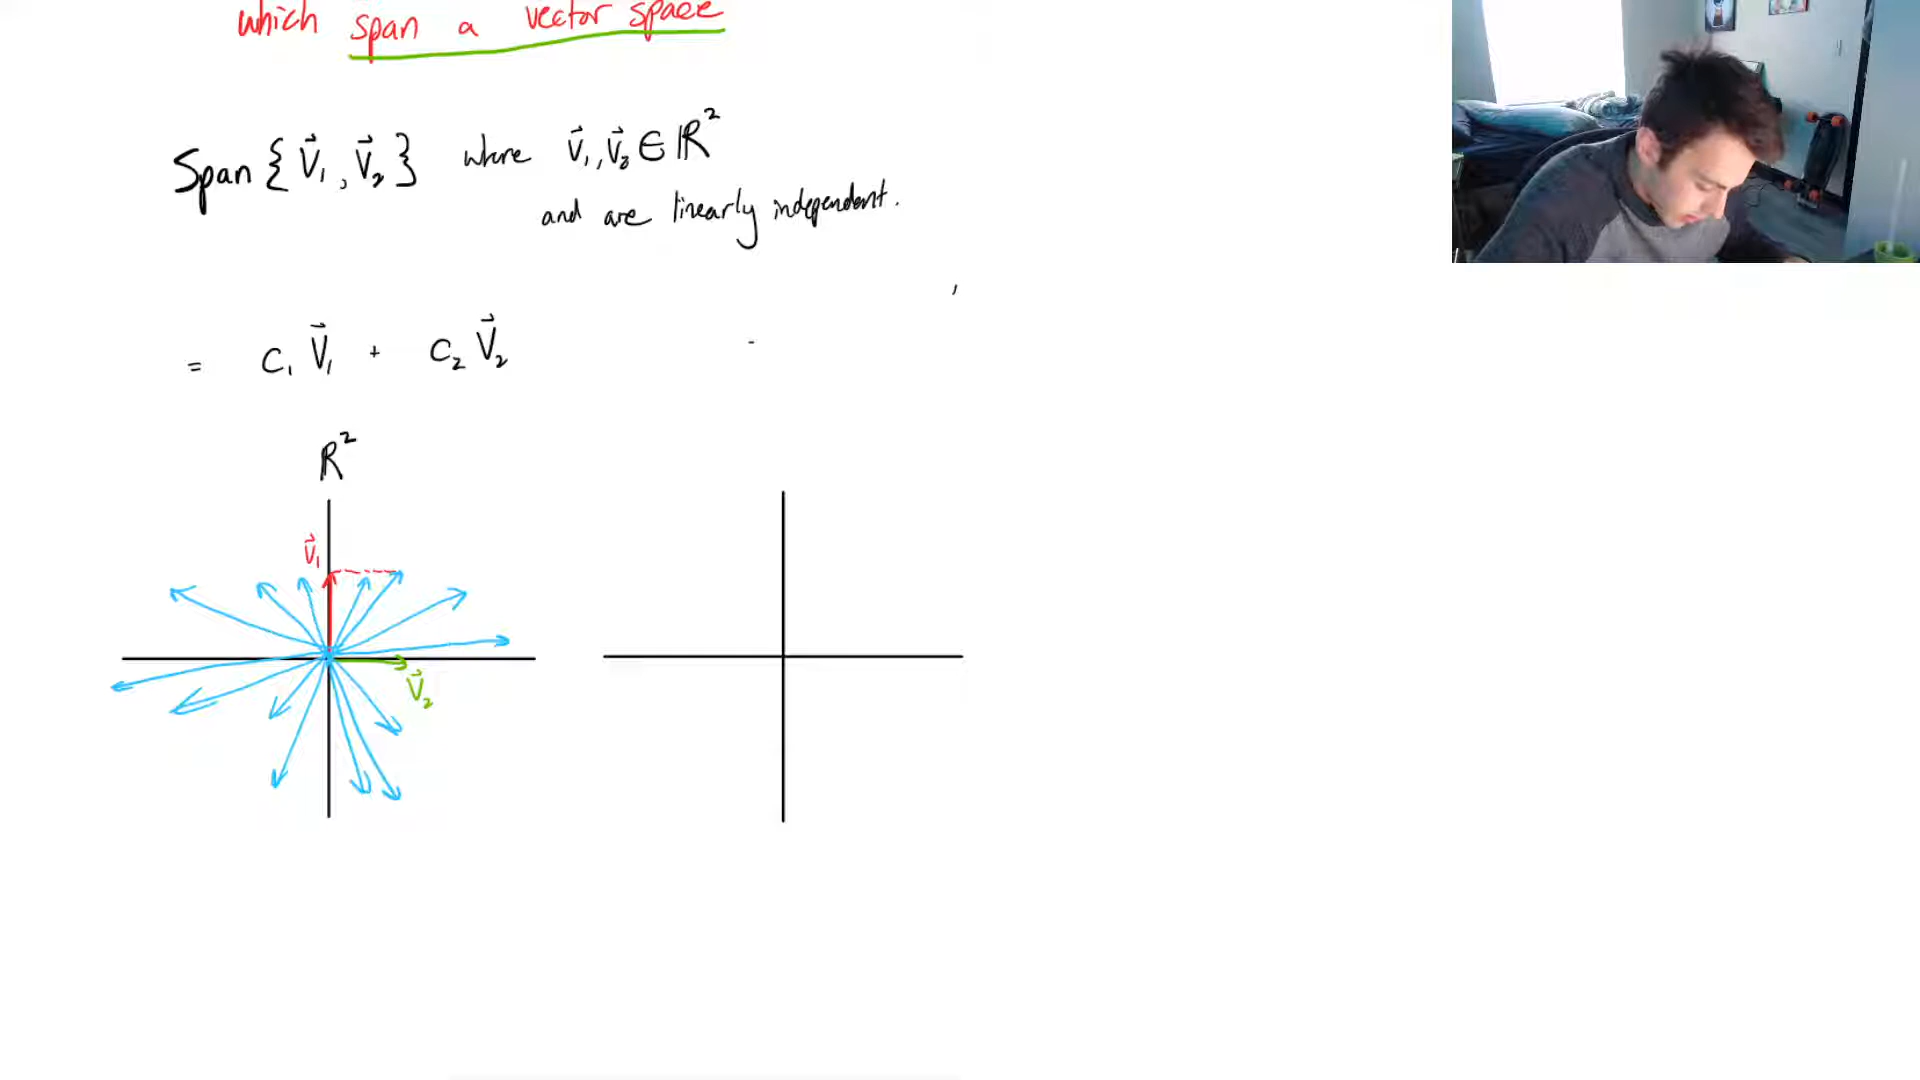 which span a vector space
Span { V⃗₁, V⃗₂ } where V⃗₁, V⃗₂ ∈ ℝ²
and are linearly independent.
= C₁ V⃗₁ + C₂ V⃗₂
R²
V⃗₁
V⃗₂